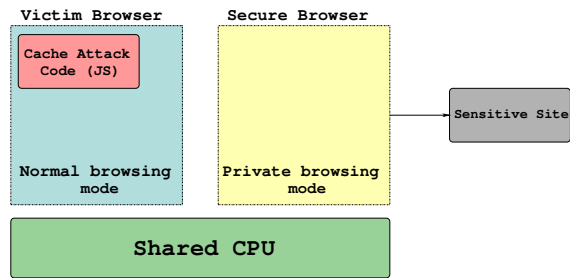 Victim Browser
Secure Browser
Cache Attack
Code (JS)
Sensitive Site
Normal browsing
mode
Private browsing
mode
Shared CPU